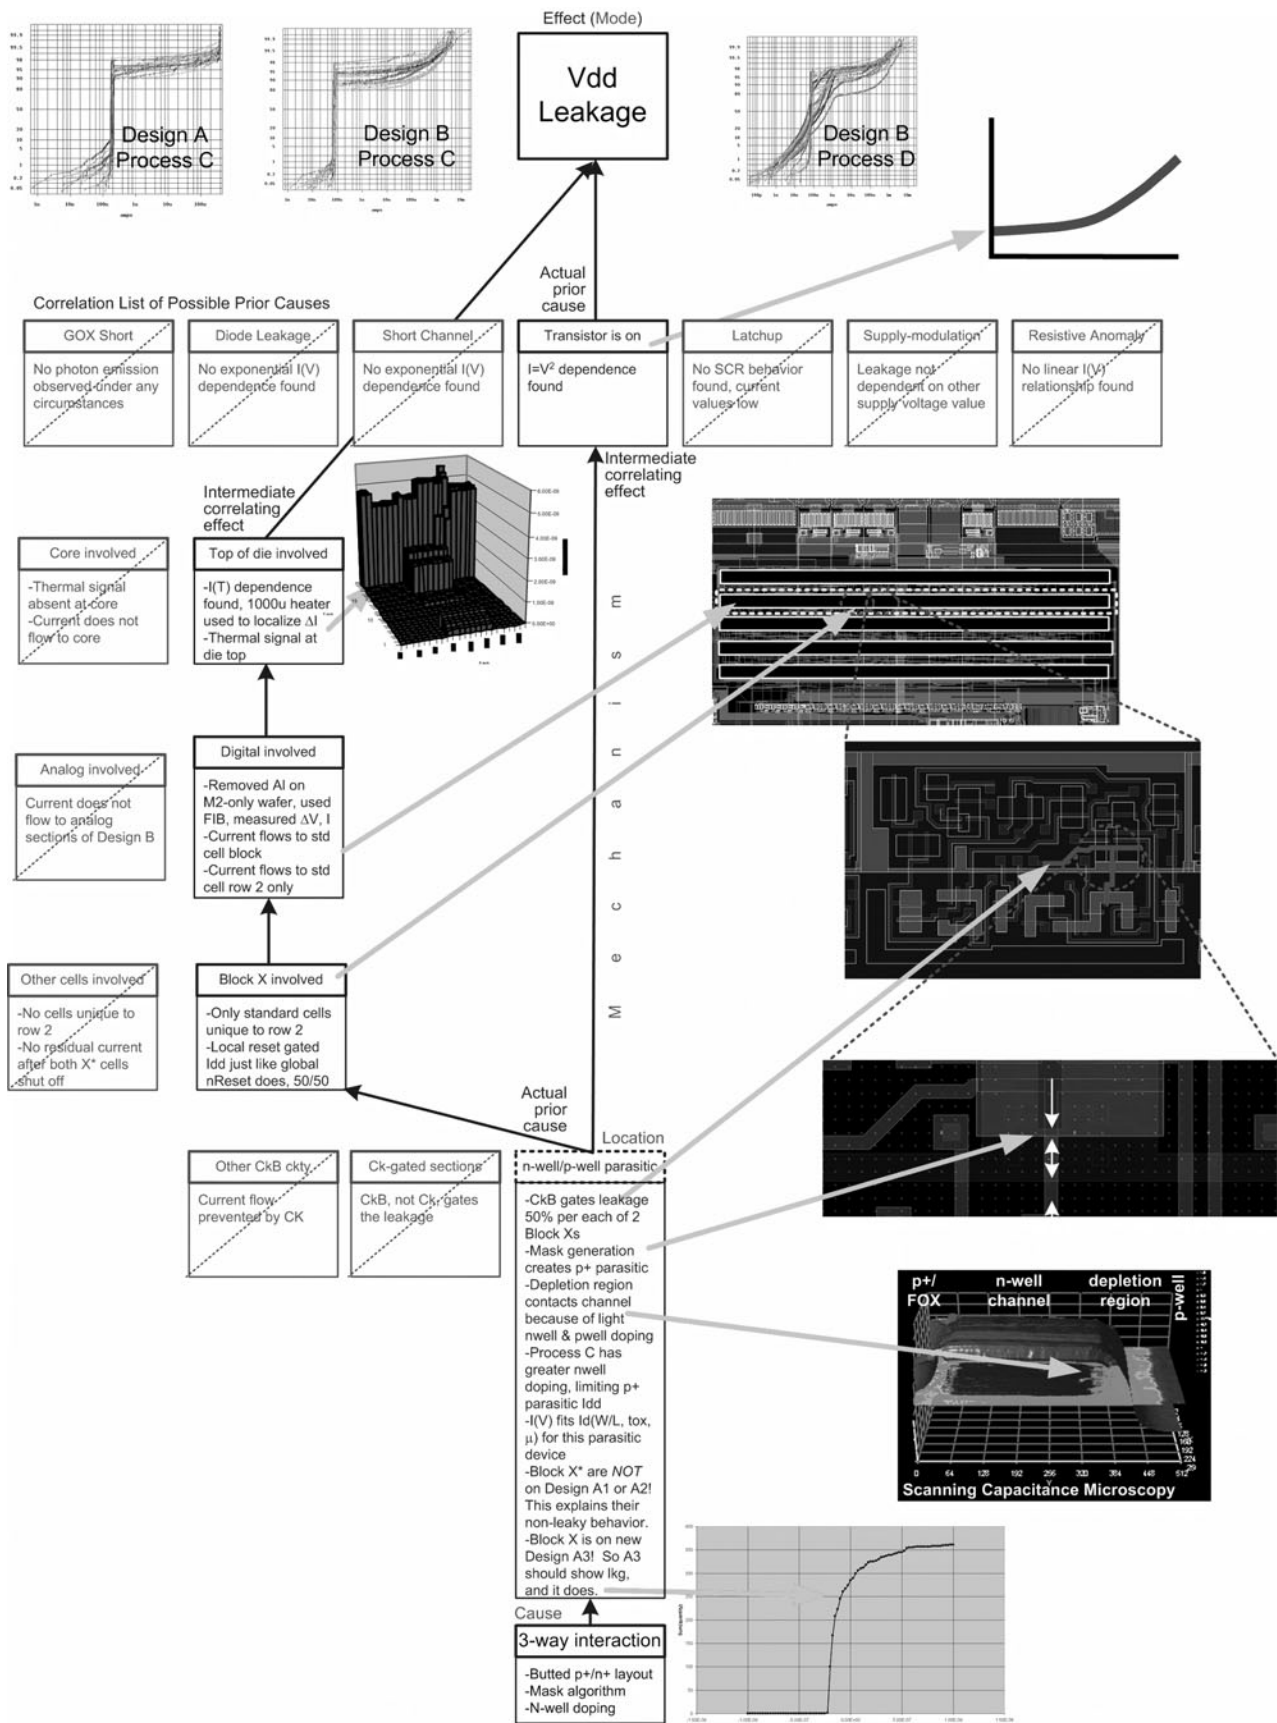 Effect (Mode)
Vdd
Leakage
Design A
Process C
amps
Design B
Process C
amps
Design B
Process D
amps
Actual
prior
cause
Correlation List of Possible Prior Causes
GOX Short
No photon emission
observed under any
circumstances
Diode Leakage
No exponential I(V)
dependence found
Short Channel
No exponential I(V)
dependence found
Transistor is on
I=V² dependence
found
Latchup
No SCR behavior
found, current
values low
Supply-modulation
Leakage not
dependent on other
supply voltage value
Resistive Anomaly
No linear I(V)
relationship found
Intermediate
correlating
effect
Intermediate
correlating
effect
Core involved
-Thermal signal
absent at core
-Current does not
flow to core
Top of die involved
-I(T) dependence
found, 1000u heater
used to localize ΔI
-Thermal signal at
die top
Mechanism
Analog involved
Current does not
flow to analog
sections of Design B
Digital involved
-Removed Al on
M2-only wafer, used
FIB, measured ΔV, I
-Current flows to std
cell block
-Current flows to std
cell row 2 only
Other cells involved
-No cells unique to
row 2
-No residual current
after both X* cells
shut off
Block X involved
-Only standard cells
unique to row 2
-Local reset gated
Idd just like global
nReset does, 50/50
Actual
prior
cause
Location
Other CkB ckty
Current flow
prevented by CK
Ck-gated sections
CkB, not Ck, gates
the leakage
n-well/p-well parasitic
-CkB gates leakage
50% per each of 2
Block Xs
-Mask generation
creates p+ parasitic
-Depletion region
contacts channel
because of light
nwell & pwell doping
-Process C has
greater nwell
doping, limiting p+
parasitic Idd
-I(V) fits Id(W/L, tox,
μ) for this parasitic
device
-Block X* are NOT
on Design A1 or A2!
This explains their
non-leaky behavior.
-Block X is on new
Design A3! So A3
should show lkg,
and it does.
p+/
FOX
n-well
channel
depletion
region
p-well
0 64 128 192 256 320 384 448 512
Scanning Capacitance Microscopy
Cause
3-way interaction
-Butted p+/n+ layout
-Mask algorithm
-N-well doping